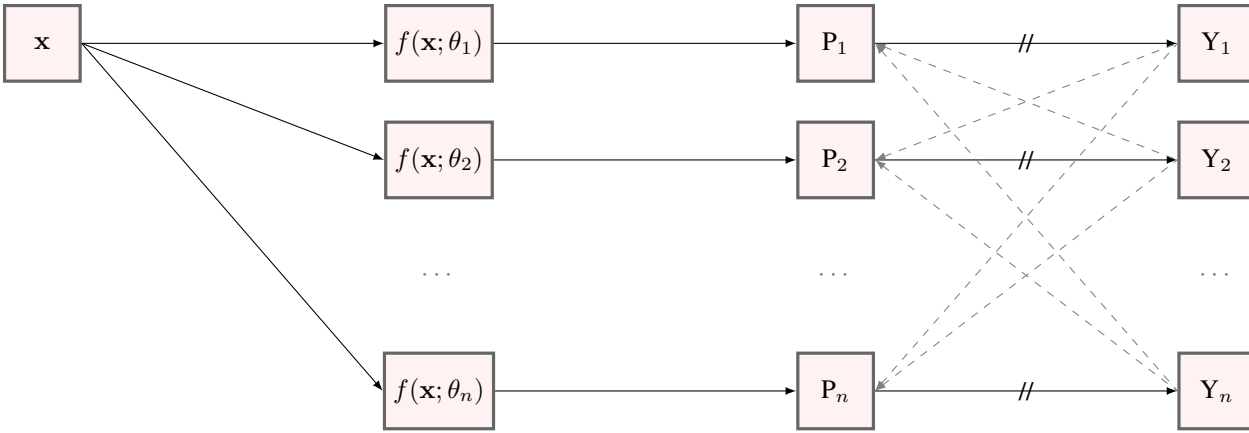 x f(x; θ₁) P₁ // Y₁
f(x; θ₂) P₂ // Y₂
... ... ...
f(x; θₙ) Pₙ // Yₙ